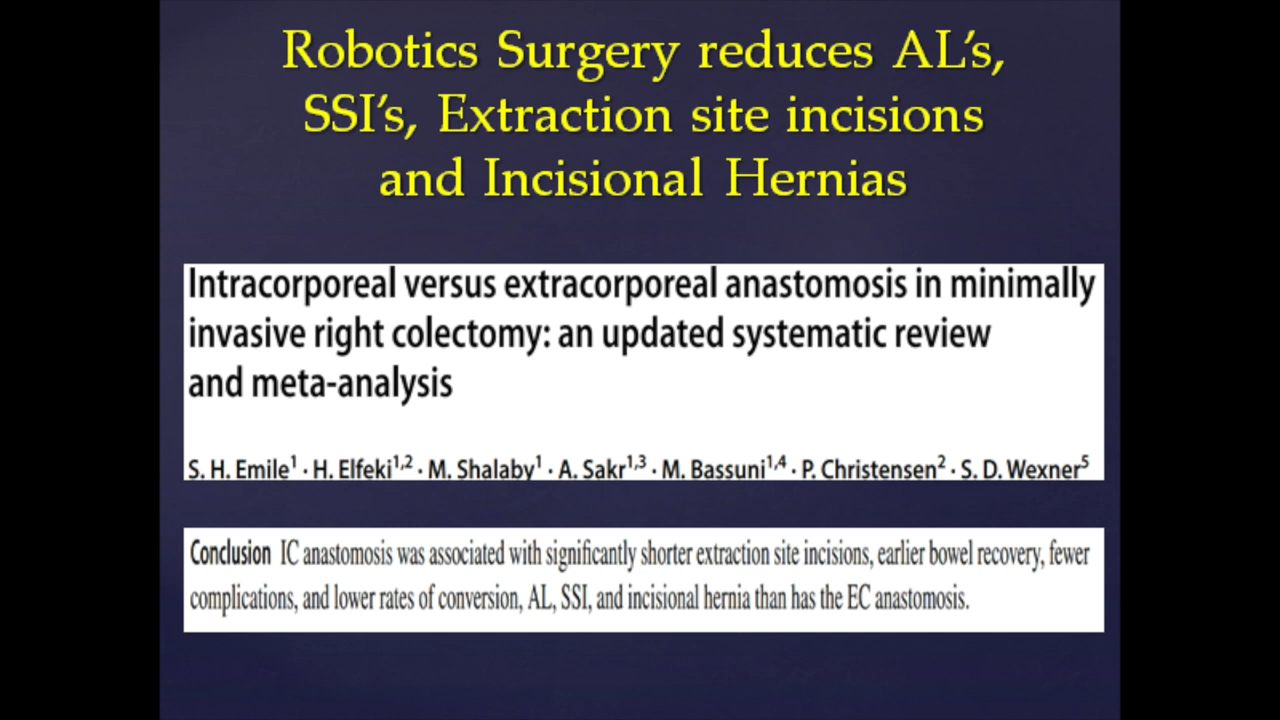 Robotics Surgery reduces AL's,
SSI's, Extraction site incisions
and Incisional Hernias
Intracorporeal versus extracorporeal anastomosis in minimally
invasive right colectomy: an updated systematic review
and meta-analysis
S. H. Emile¹ · H. Elfeki¹,² · M. Shalaby¹ · A. Sakr¹,³ · M. Bassuni¹,⁴ · P. Christensen² · S. D. Wexner⁵
Conclusion IC anastomosis was associated with significantly shorter extraction site incisions, earlier bowel recovery, fewer
complications, and lower rates of conversion, AL, SSI, and incisional hernia than has the EC anastomosis.